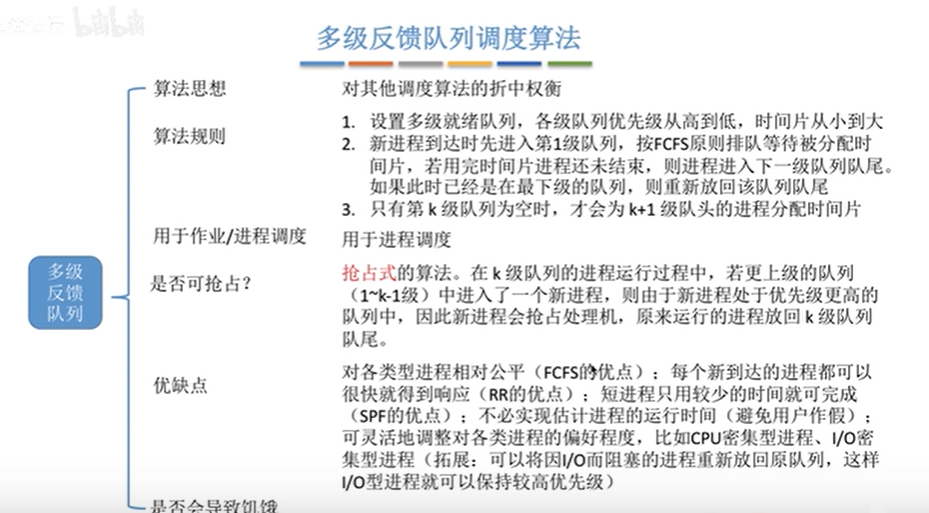 多级反馈队列调度算法
算法思想
对其他调度算法的折中权衡
算法规则
1. 设置多级就绪队列，各级队列优先级从高到低，时间片从小到大
2. 新进程到达时先进入第1级队列，按FCFS原则排队等待被分配时
间片，若用完时间片进程还未结束，则进程进入下一级队列队尾。
如果此时已经是在最下级的队列，则重新放回该队列队尾
3. 只有第 k 级队列为空时，才会为 k+1 级队头的进程分配时间片
用于作业/进程调度
用于进程调度
多级
反馈
队列
是否可抢占？
抢占式的算法。在 k 级队列的进程运行过程中，若更上级的队列
（1~k-1级）中进入了一个新进程，则由于新进程处于优先级更高的
队列中，因此新进程会抢占处理机，原来运行的进程放回 k 级队列
队尾。
优缺点
对各类型进程相对公平（FCFS的优点）；每个新到达的进程都可以
很快就得到响应（RR的优点）；短进程只用较少的时间就可完成
（SPF的优点）；不必实现估计进程的运行时间（避免用户作假）；
可灵活地调整对各类进程的偏好程度，比如CPU密集型进程、I/O密
集型进程（拓展：可以将因I/O而阻塞的进程重新放回原队列，这样
I/O型进程就可以保持较高优先级）
是否会导致饥饿